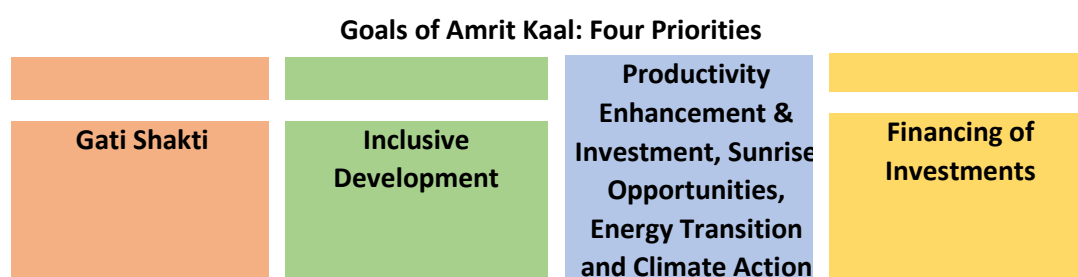 Goals of Amrit Kaal: Four Priorities
Gati Shakti
Inclusive
Development
Productivity
Enhancement &
Investment, Sunrise
Opportunities,
Energy Transition
and Climate Action
Financing of
Investments